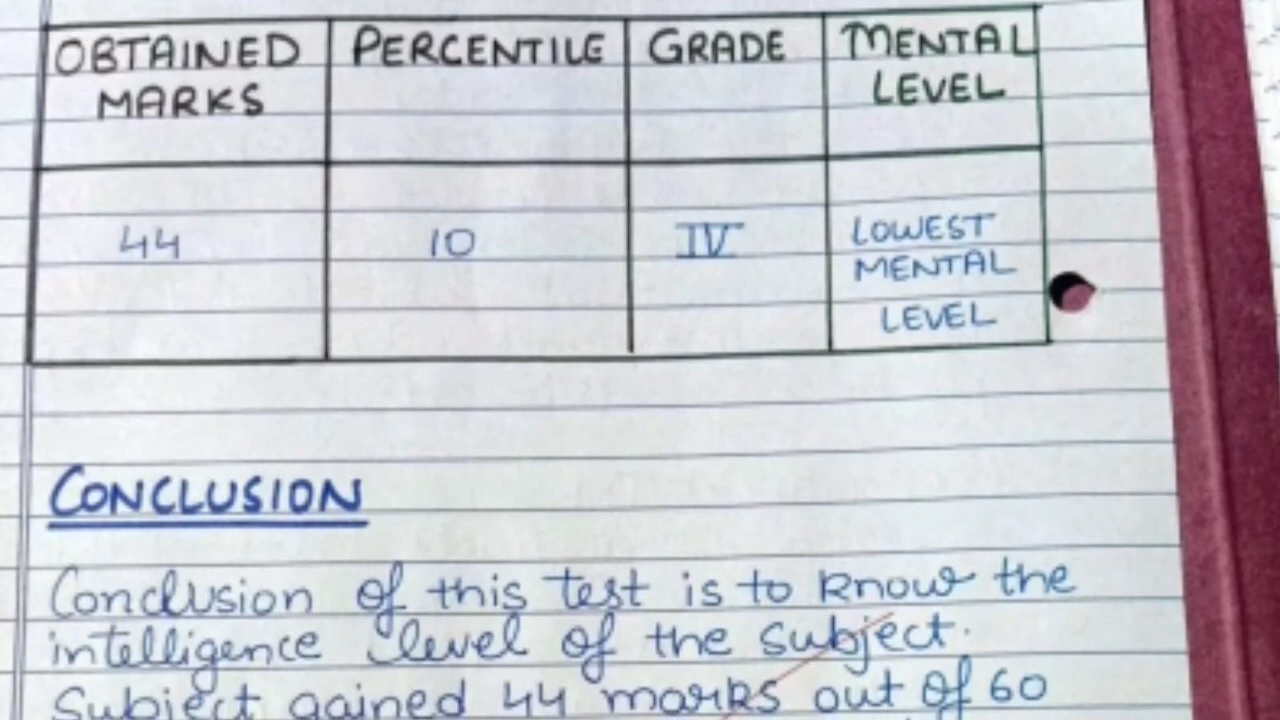 OBTAINED MARKS PERCENTILE GRADE MENTAL LEVEL
44 10 IV LOWEST MENTAL LEVEL
CONCLUSION
Conclusion of this test is to know the
intelligence level of the subject.
Subject gained 44 marks out of 60